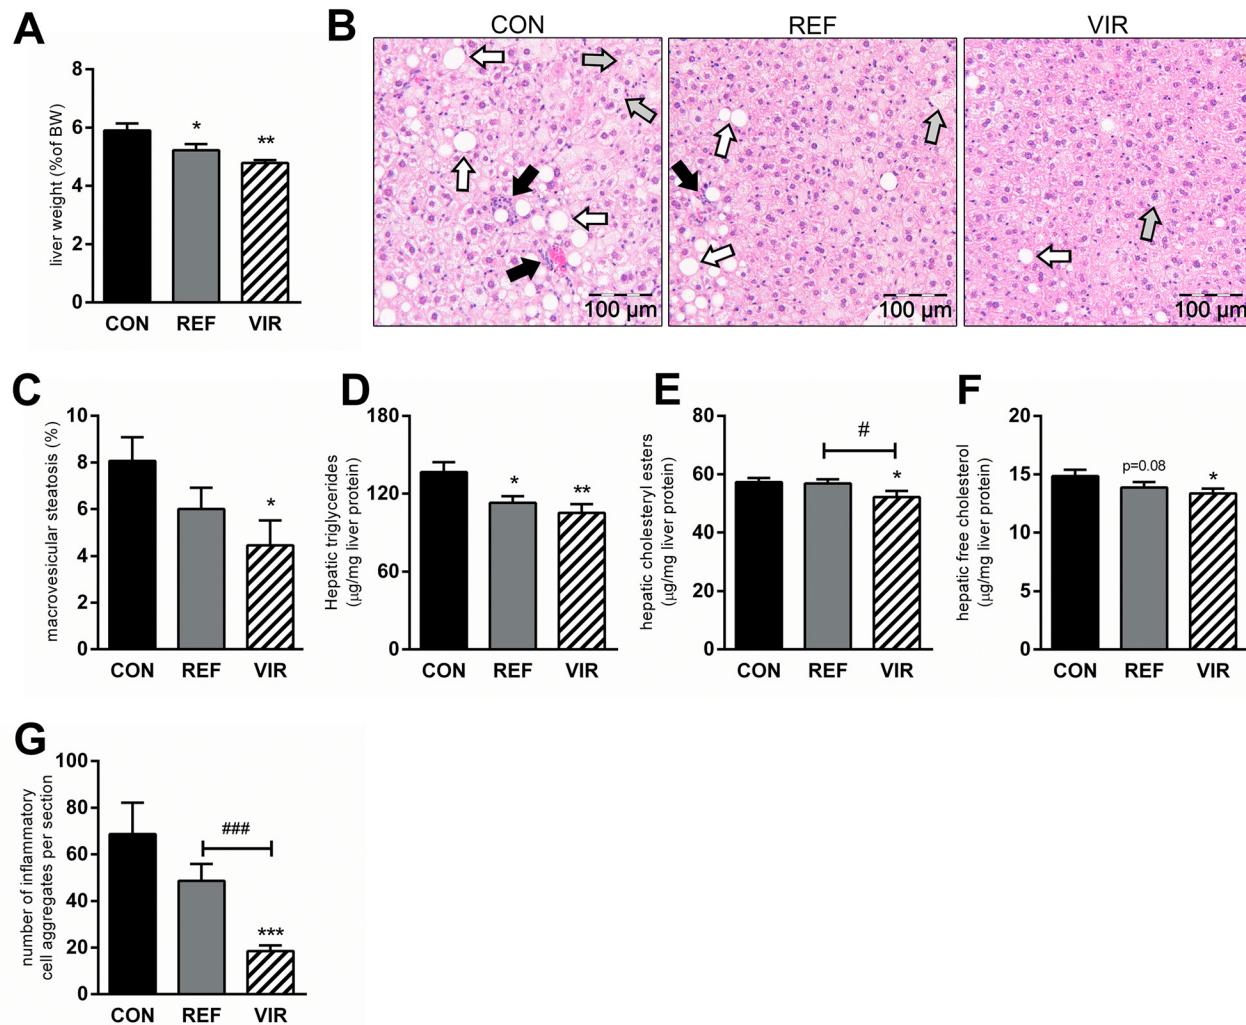 A
liver weight (%of BW)
8
6
4
2
0
*
**
CON
REF
VIR
B
CON
REF
VIR
100 µm
100 µm
100 µm
C
macrovesicular steatosis (%)
10
8
6
4
2
0
*
CON
REF
VIR
D
Hepatic triglycerides
(µg/mg liver protein)
180
120
60
0
*
**
CON
REF
VIR
E
hepatic cholesteryl esters
(µg/mg liver protein)
80
60
40
20
0
#
*
CON
REF
VIR
F
hepatic free cholesterol
(µg/mg liver protein)
20
15
10
5
0
p=0.08
*
CON
REF
VIR
G
number of inflammatory
cell aggregates per section
100
80
60
40
20
0
###
***
CON
REF
VIR